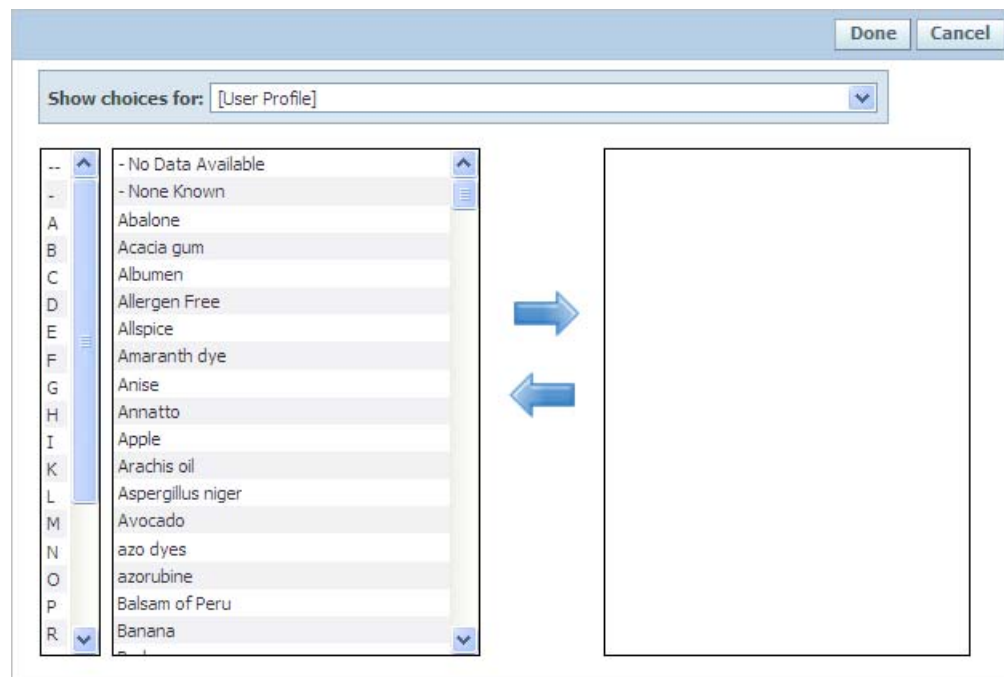 Done Cancel
Show choices for: [User Profile]
--
-
A
B
C
D
E
F
G
H
I
K
L
M
N
O
P
R
- No Data Available
- None Known
Abalone
Acacia gum
Albumen
Allergen Free
Allspice
Amaranth dye
Anise
Annatto
Apple
Arachis oil
Aspergillus niger
Avocado
azo dyes
azorubine
Balsam of Peru
Banana